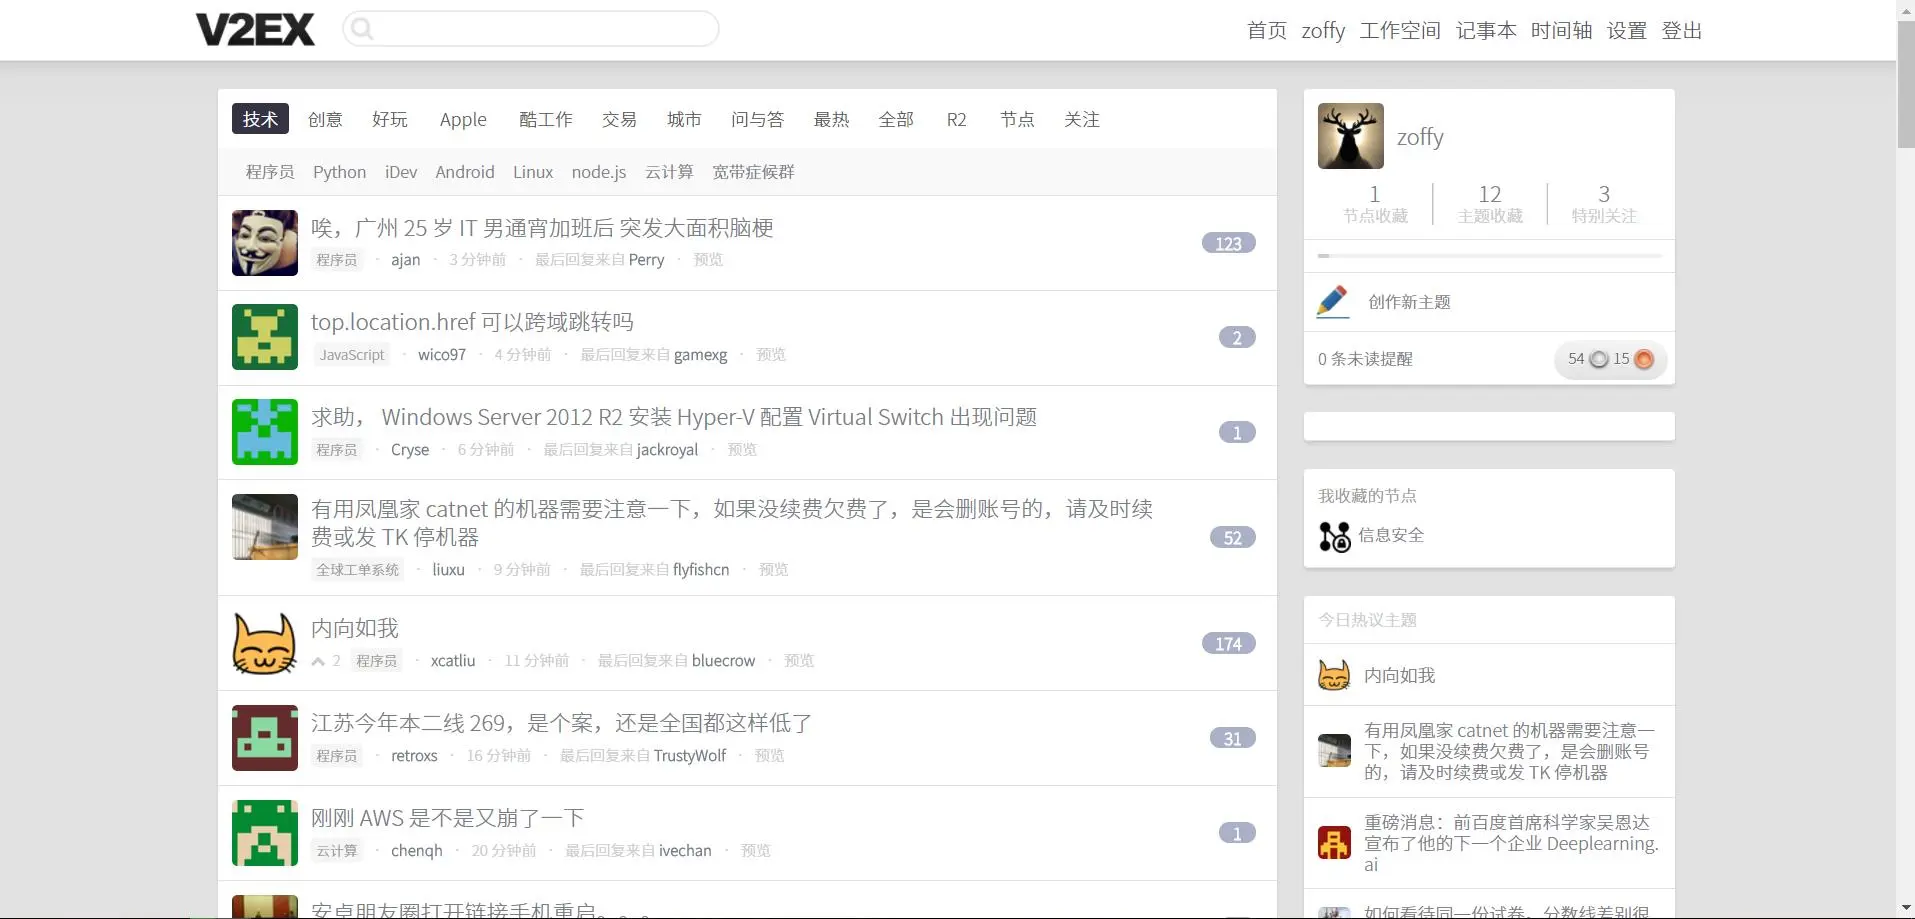 V2EX
首页 zoffy 工作空间 记事本 时间轴 设置 登出
技术 创意 好玩 Apple 酷工作 交易 城市 问与答 最热 全部 R2 节点 关注
程序员 Python iDev Android Linux node.js 云计算 宽带症候群
唉，广州 25 岁 IT 男通宵加班后 突发大面积脑梗
123
程序员 · ajan · 3 分钟前 · 最后回复来自 Perry · 预览
top.location.href 可以跨域跳转吗
2
JavaScript · wico97 · 4 分钟前 · 最后回复来自 gamexg · 预览
求助， Windows Server 2012 R2 安装 Hyper-V 配置 Virtual Switch 出现问题
1
程序员 · Cryse · 6 分钟前 · 最后回复来自 jackroyal · 预览
有用凤凰家 catnet 的机器需要注意一下，如果没续费欠费了，是会删账号的，请及时续
费或发 TK 停机器
52
全球工单系统 · liuxu · 9 分钟前 · 最后回复来自 flyfishcn · 预览
内向如我
174
2 程序员 · xcatliu · 11 分钟前 · 最后回复来自 bluecrow · 预览
江苏今年本二线 269，是个案，还是全国都这样低了
31
程序员 · retroxs · 16 分钟前 · 最后回复来自 TrustyWolf · 预览
刚刚 AWS 是不是又崩了一下
1
云计算 · chenqh · 20 分钟前 · 最后回复来自 ivechan · 预览
安卓朋友圈打开链接手机重启。。。
zoffy
1 12 3
节点收藏 主题收藏 特别关注
创作新主题
0 条未读提醒 54 15
我收藏的节点
信息安全
今日热议主题
内向如我
有用凤凰家 catnet 的机器需要注意一
下，如果没续费欠费了，是会删账号
的，请及时续费或发 TK 停机器
重磅消息：前百度首席科学家吴恩达
宣布了他的下一个企业 Deeplearning.
ai
如何看待同一份试卷，分数线差别很